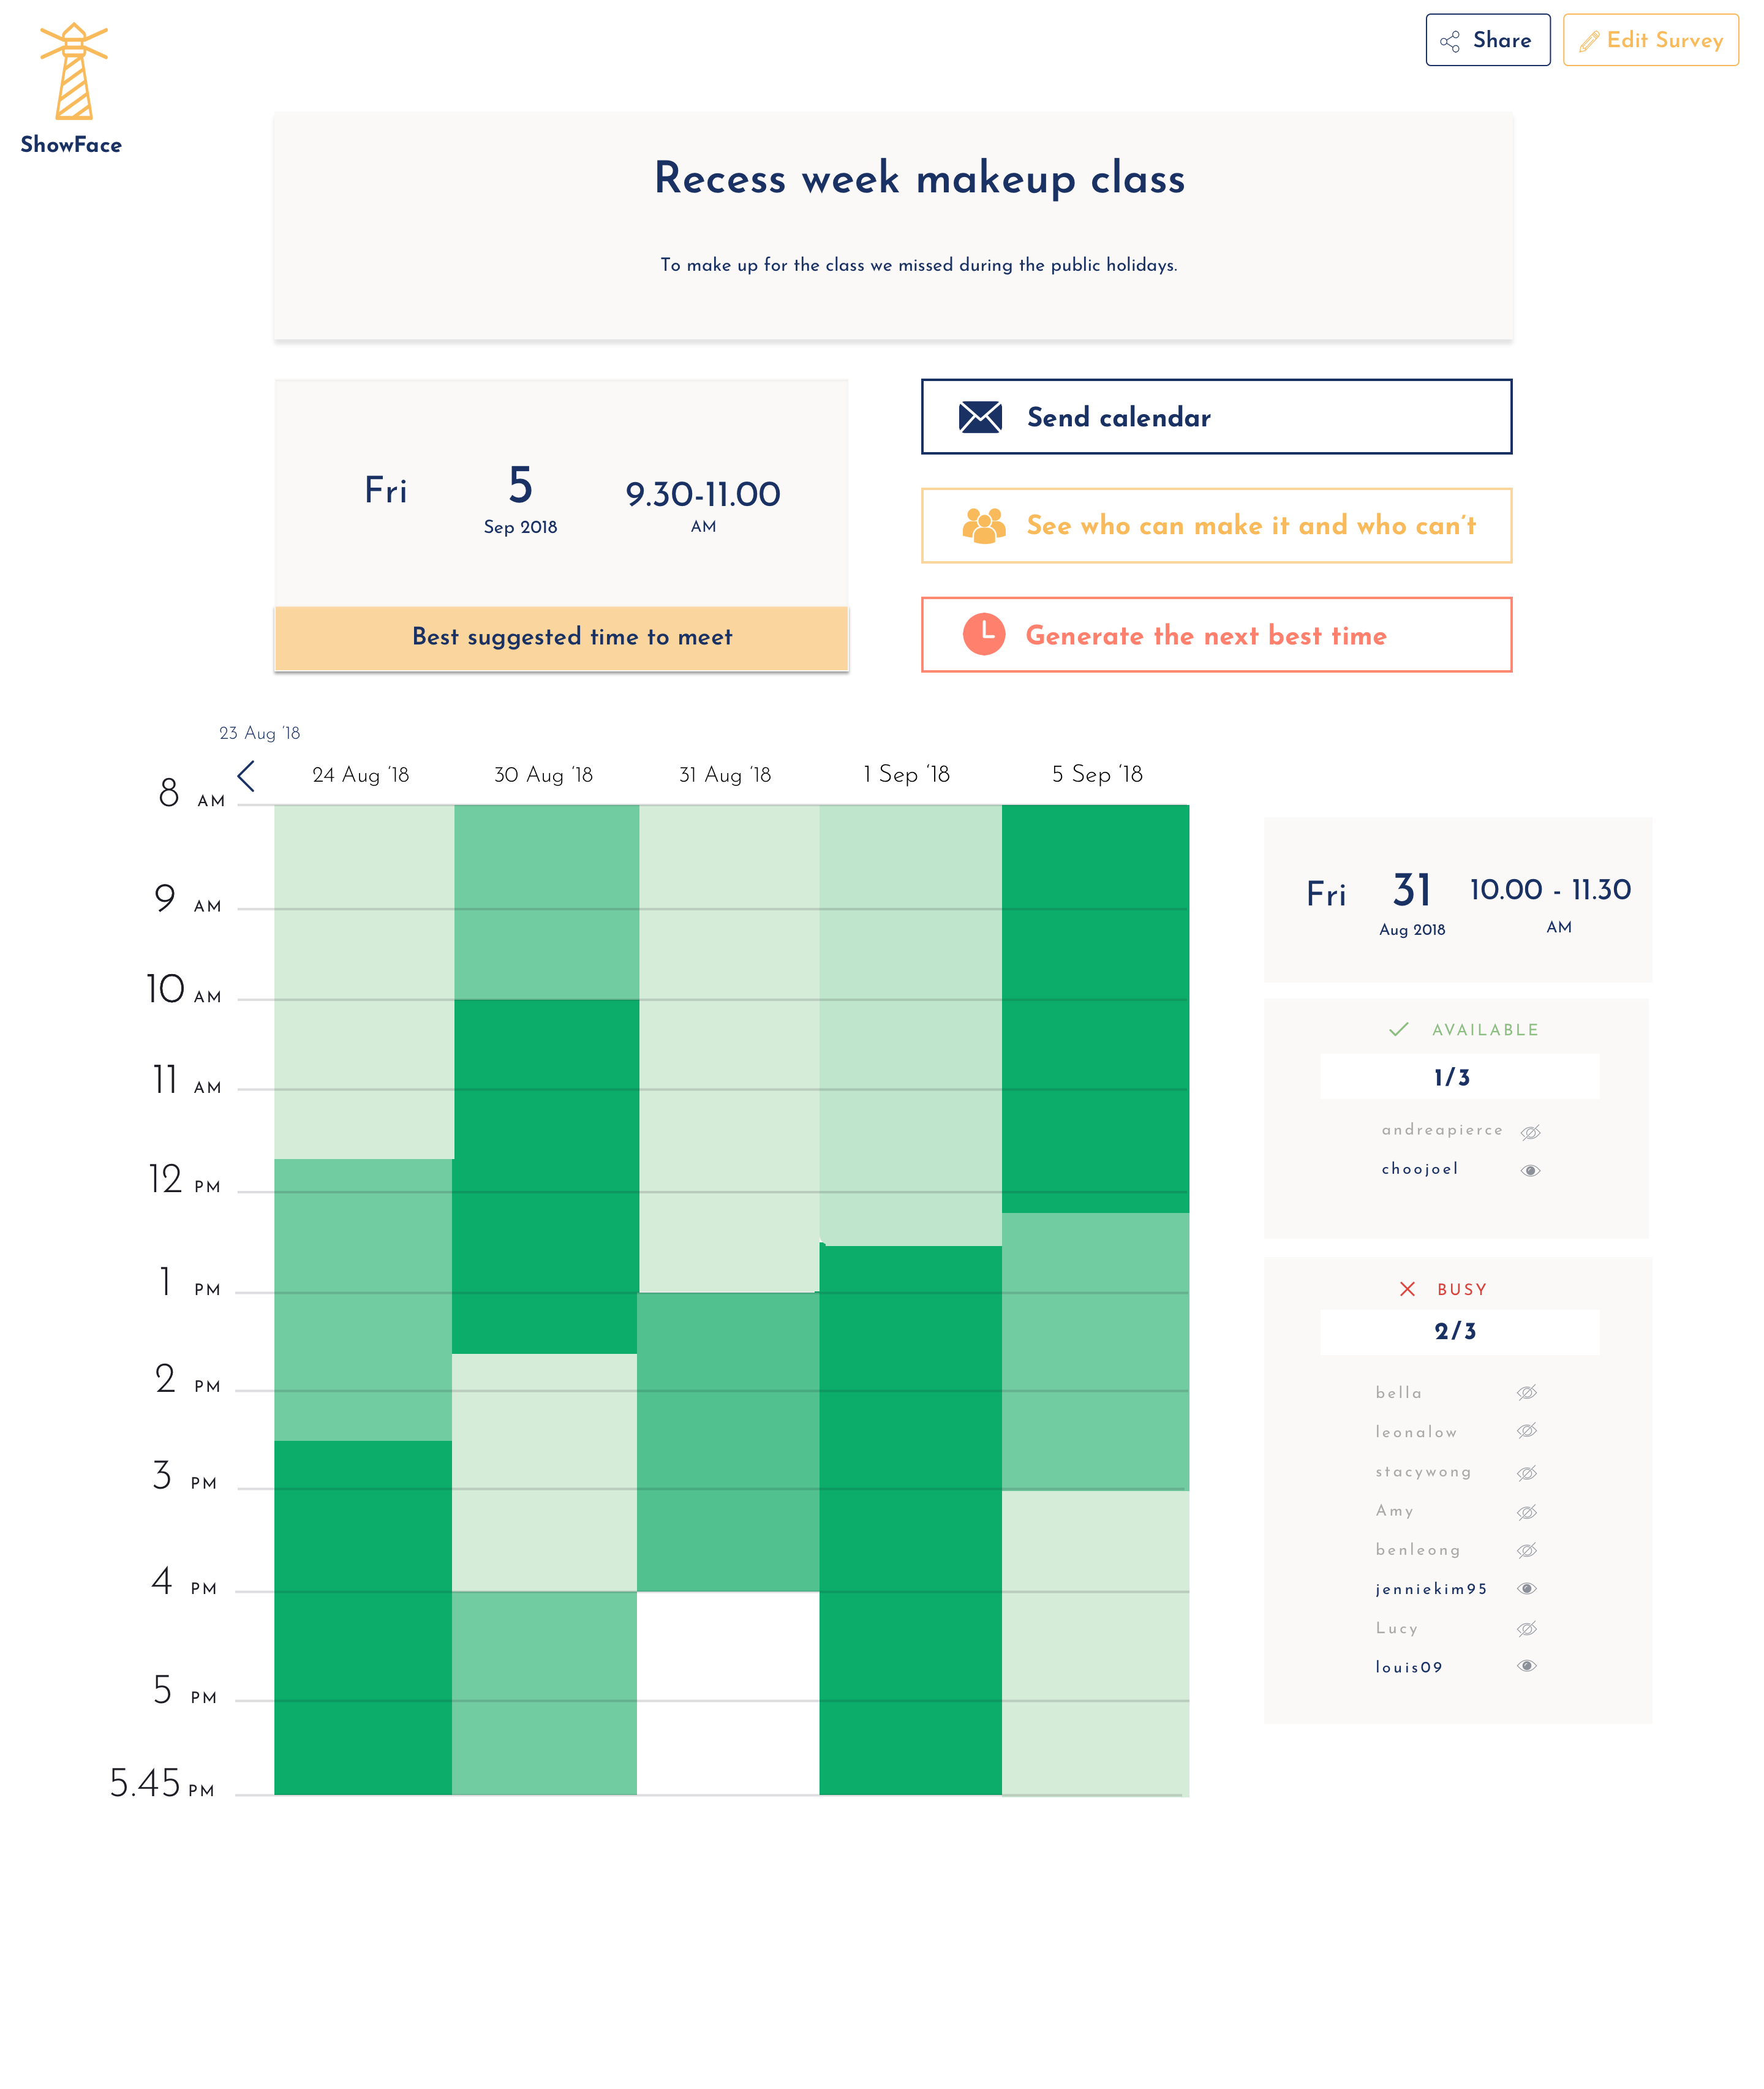 Share
Edit Survey
ShowFace
Recess week makeup class
To make up for the class we missed during the public holidays.
Fri
5
Sep 2018
9.30-11.00
AM
Best suggested time to meet
Send calendar
See who can make it and who can't
Generate the next best time
23 Aug '18
24 Aug '18
30 Aug '18
31 Aug '18
1 Sep '18
5 Sep '18
8 AM
9 AM
10 AM
11 AM
12 PM
1 PM
2 PM
3 PM
4 PM
5 PM
5.45 PM
Fri
31
Aug 2018
10.00 - 11.30
AM
AVAILABLE
1/3
andreapierce
choojoel
BUSY
2/3
bella
leonalow
stacywong
Amy
benleong
jenniekim95
Lucy
louis09